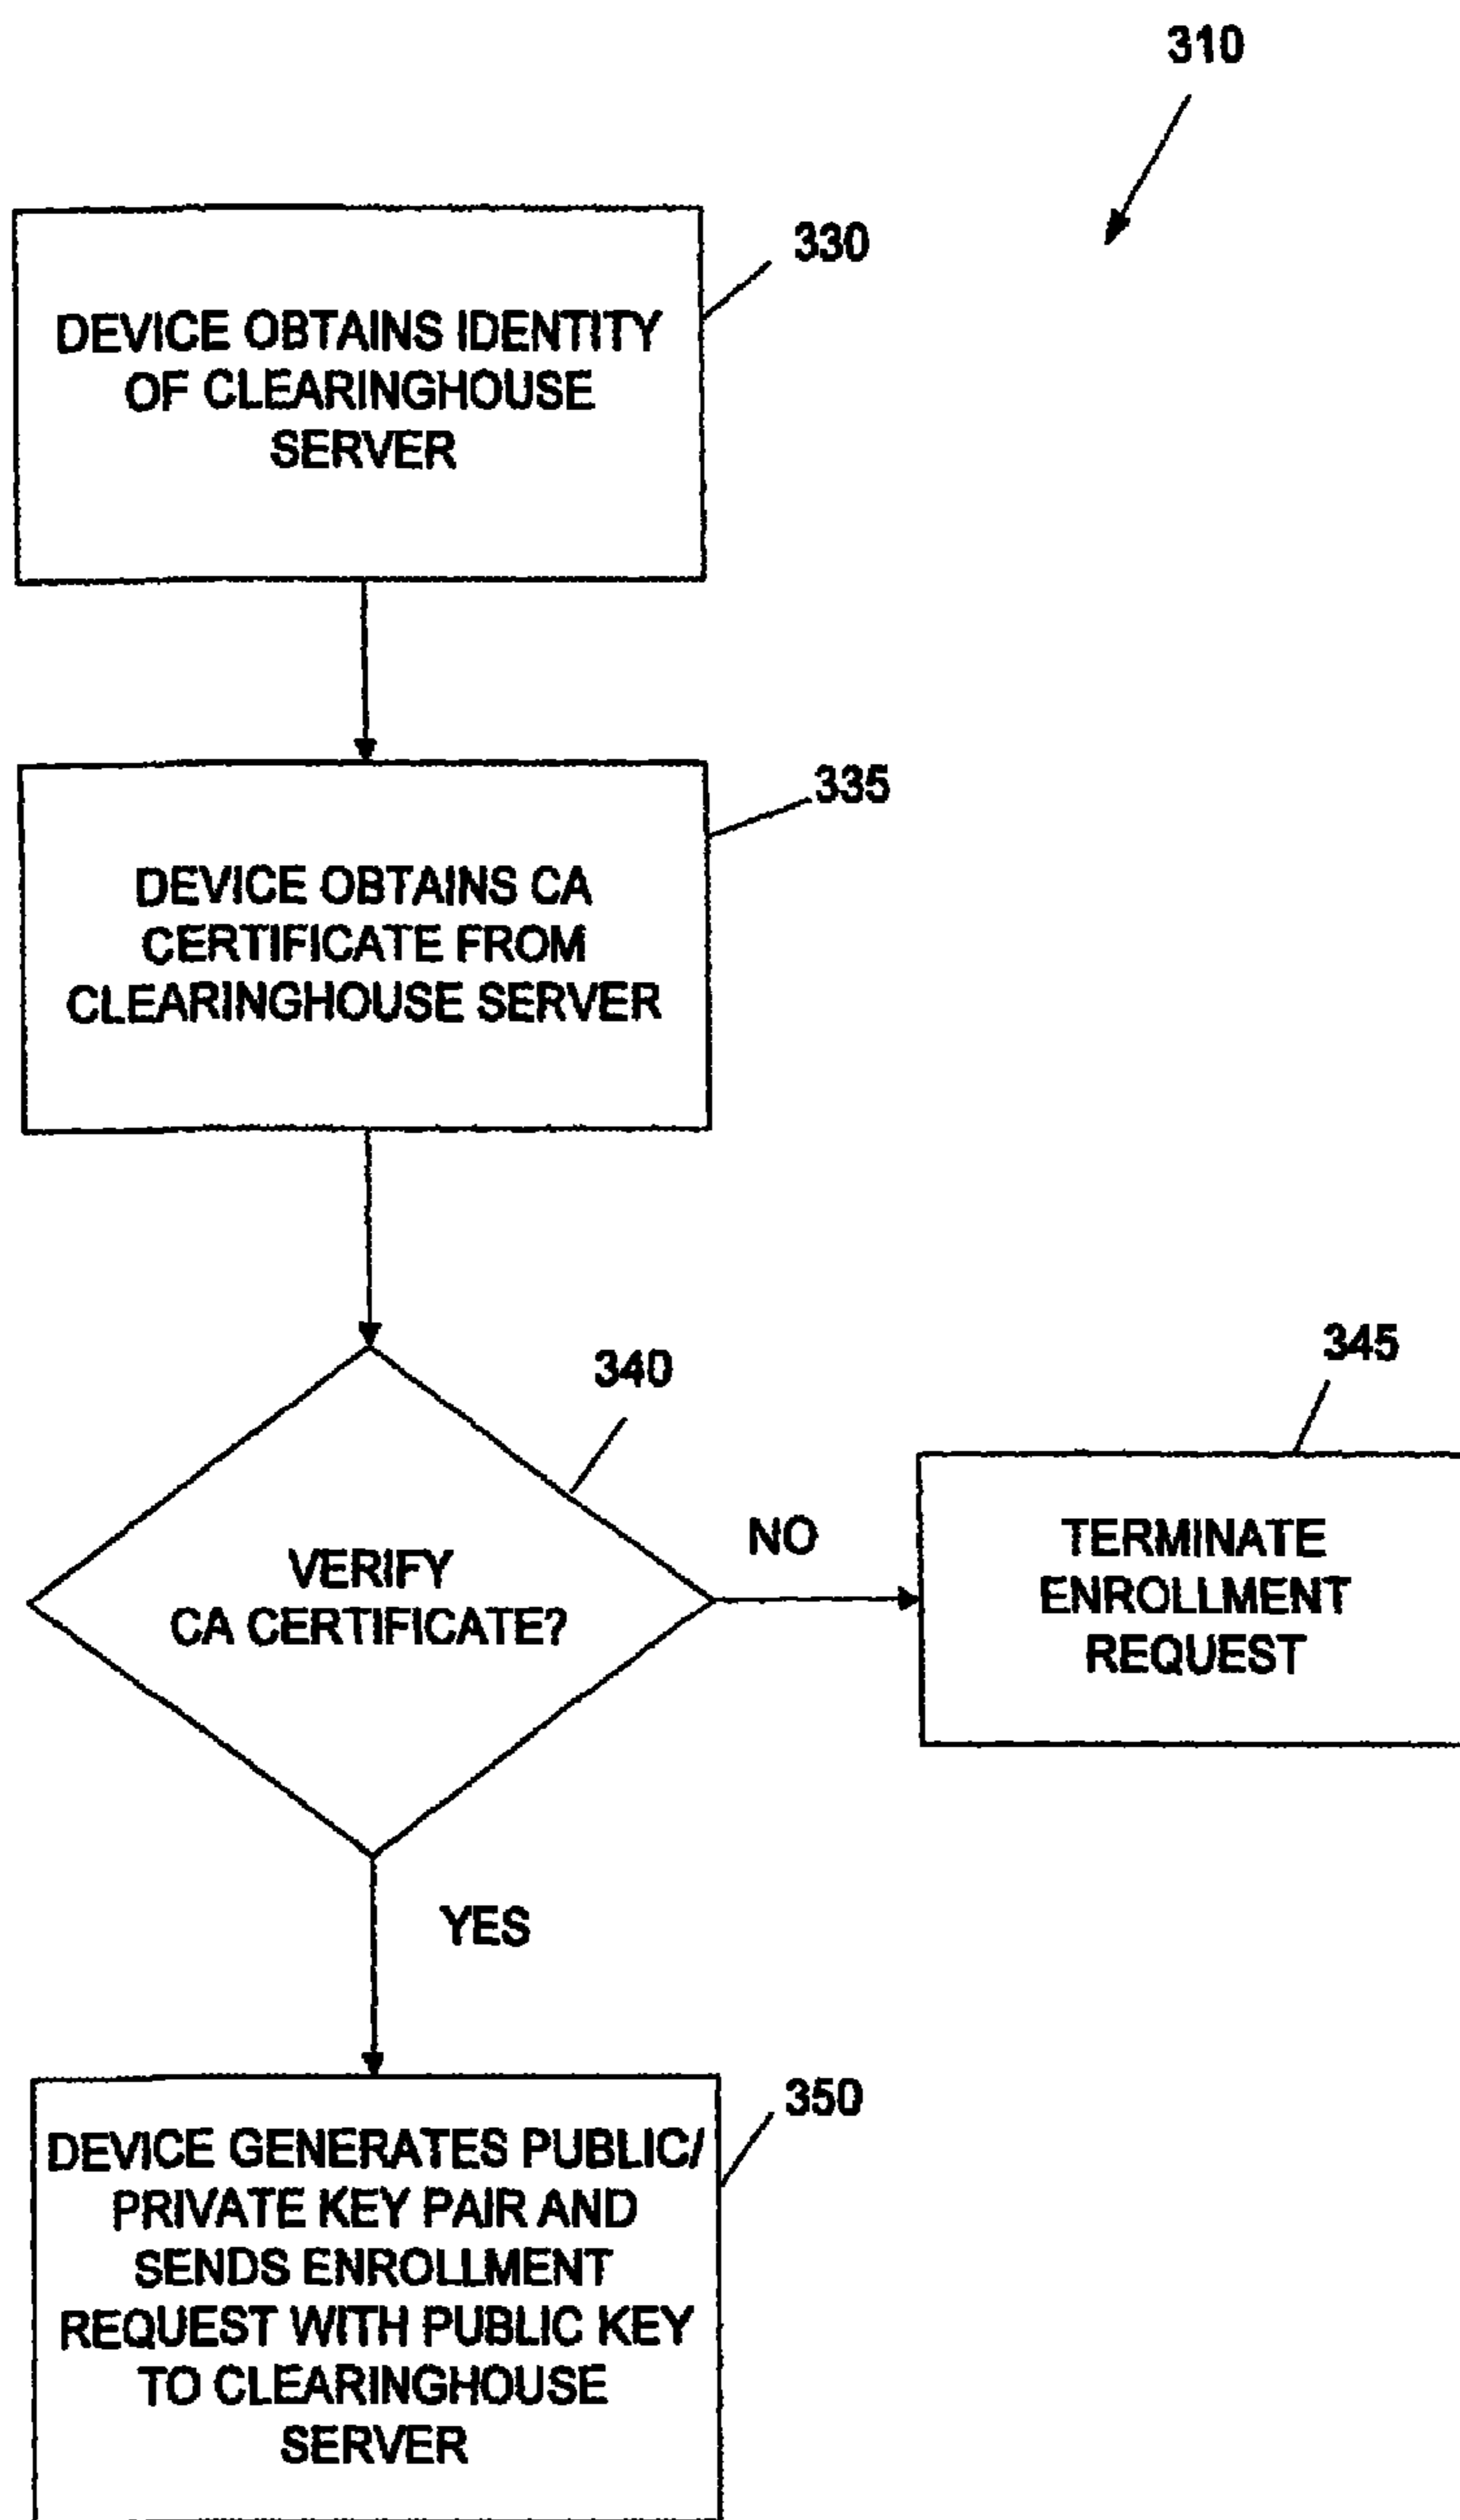 310
330
DEVICE OBTAINS IDENTITY
OF CLEARINGHOUSE
SERVER
335
DEVICE OBTAINS CA
CERTIFICATE FROM
CLEARINGHOUSE SERVER
340
345
VERIFY
CA CERTIFICATE?
NO
TERMINATE
ENROLLMENT
REQUEST
YES
350
DEVICE GENERATES PUBLIC/
PRIVATE KEY PAIR AND
SENDS ENROLLMENT
REQUEST WITH PUBLIC KEY
TO CLEARINGHOUSE
SERVER